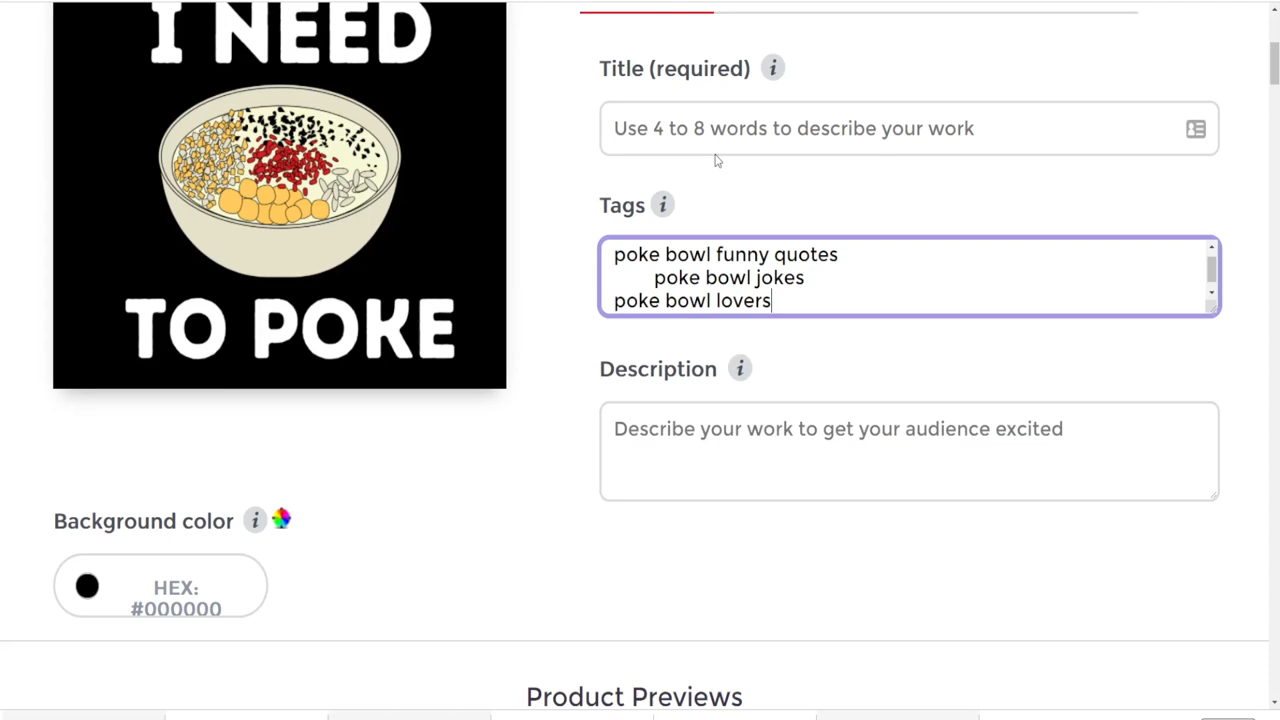 I NEED
TO POKE
Background color
HEX:
#000000
Title (required)
Use 4 to 8 words to describe your work
Tags
poke bowl funny quotes
poke bowl jokes
poke bowl lovers
Description
Describe your work to get your audience excited
Product Previews